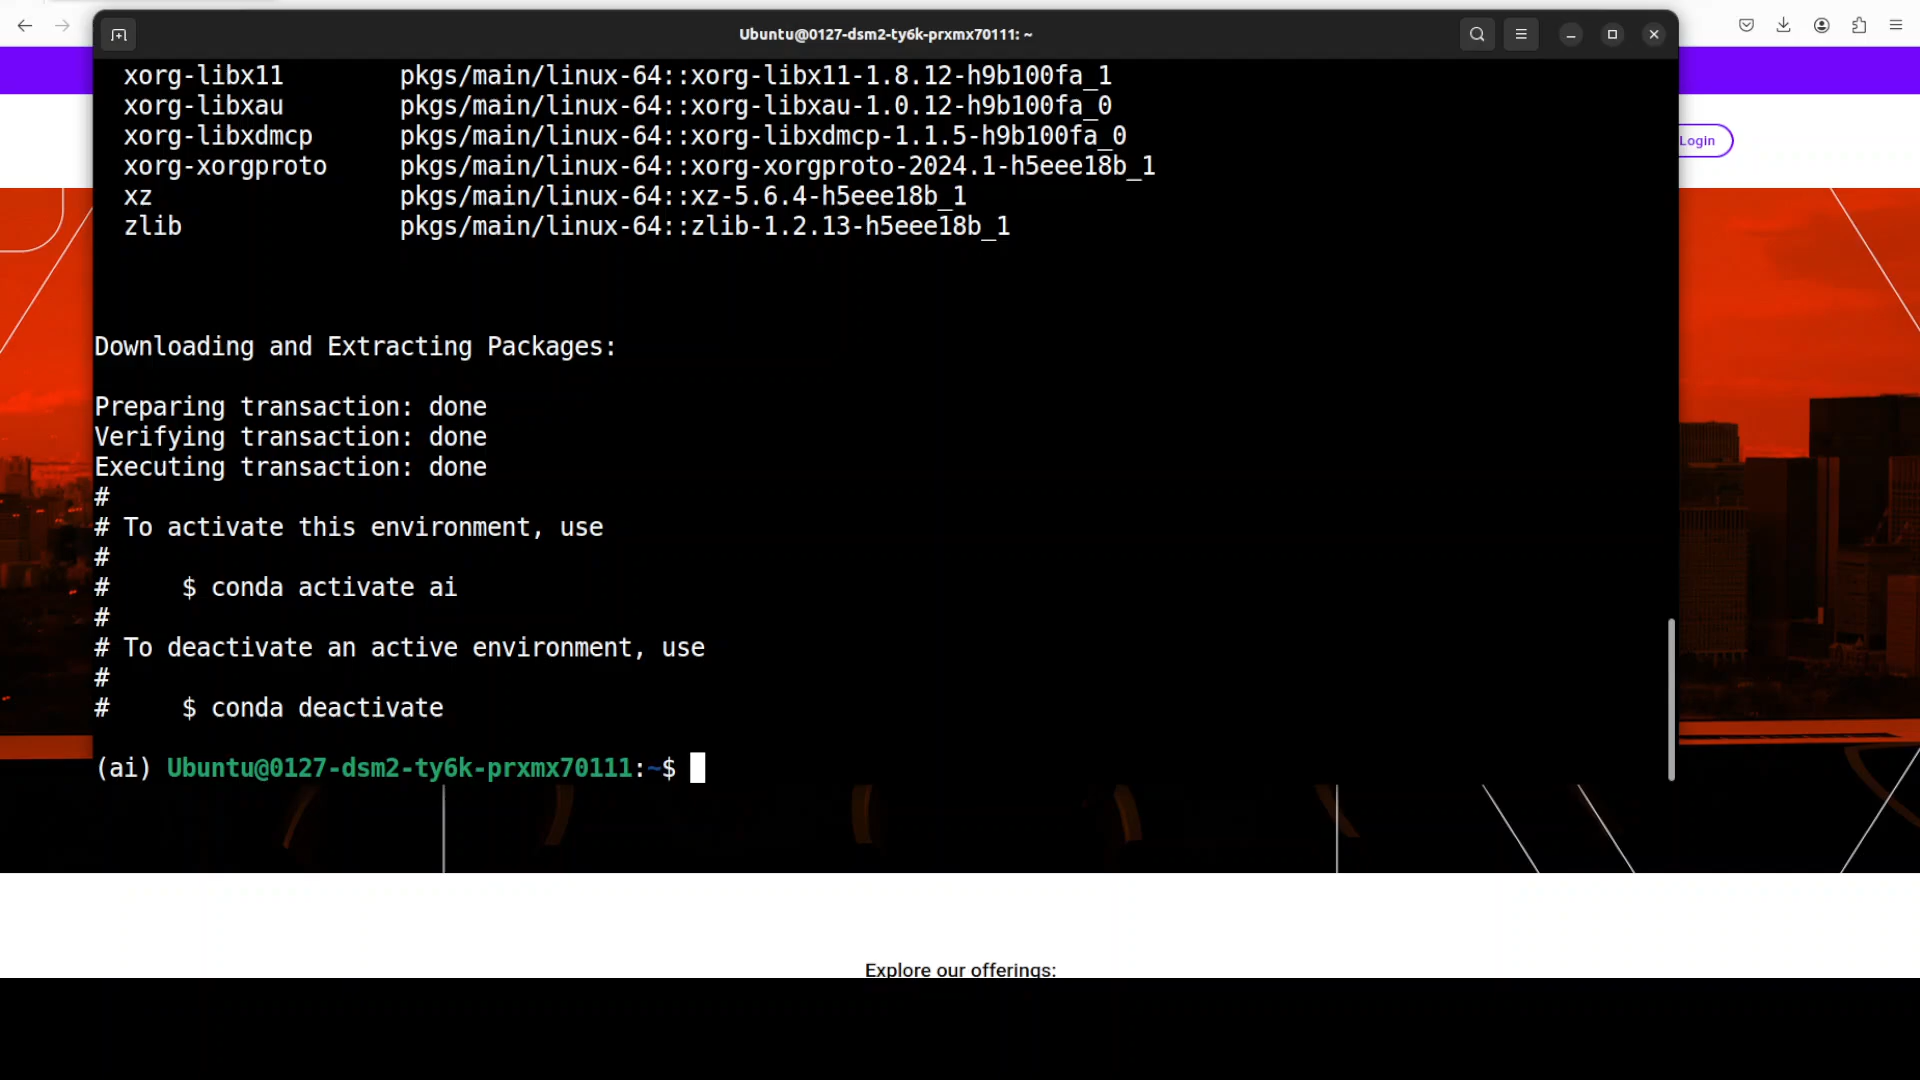 Ubuntu@0127-dsm2-ty6k-prxmx70111: ~
xorg-libx11 pkgs/main/linux-64::xorg-libx11-1.8.12-h9b100fa_1
xorg-libxau pkgs/main/linux-64::xorg-libxau-1.0.12-h9b100fa_0
xorg-libxdmcp pkgs/main/linux-64::xorg-libxdmcp-1.1.5-h9b100fa_0
xorg-xorgproto pkgs/main/linux-64::xorg-xorgproto-2024.1-h5eee18b_1
xz pkgs/main/linux-64::xz-5.6.4-h5eee18b_1
zlib pkgs/main/linux-64::zlib-1.2.13-h5eee18b_1
Login
Downloading and Extracting Packages:
Preparing transaction: done
Verifying transaction: done
Executing transaction: done
#
# To activate this environment, use
#
# $ conda activate ai
#
# To deactivate an active environment, use
#
# $ conda deactivate
(ai) Ubuntu@0127-dsm2-ty6k-prxmx70111:~$
Explore our offerings: